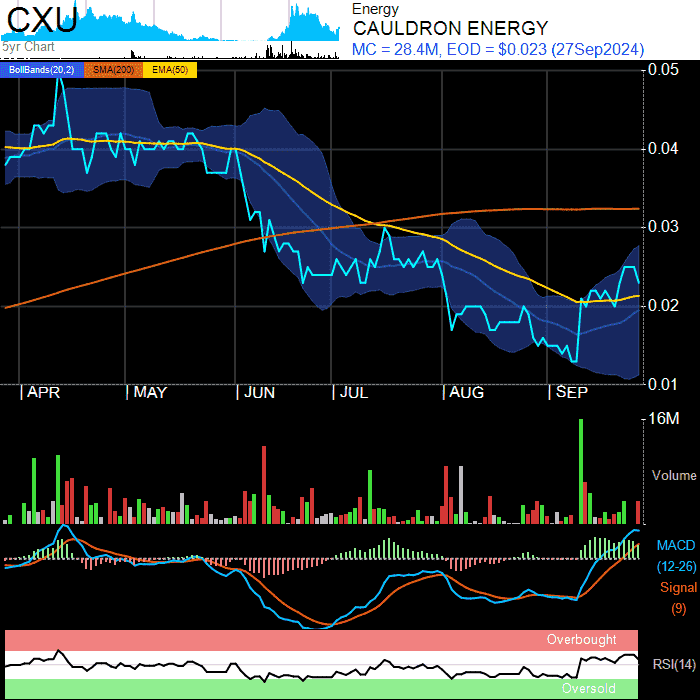 CXU
5yr Chart
Energy
CAULDRON ENERGY
MC = 28.4M, EOD = $0.023 (27Sep2024)
BollBands(20,2) SMA(200) EMA(50)
0.05
0.04
0.03
0.02
0.01
| APR | MAY | JUN | JUL | AUG | SEP
16M
Volume
MACD
(12-26)
Signal
(9)
Overbought
RSI(14)
Oversold